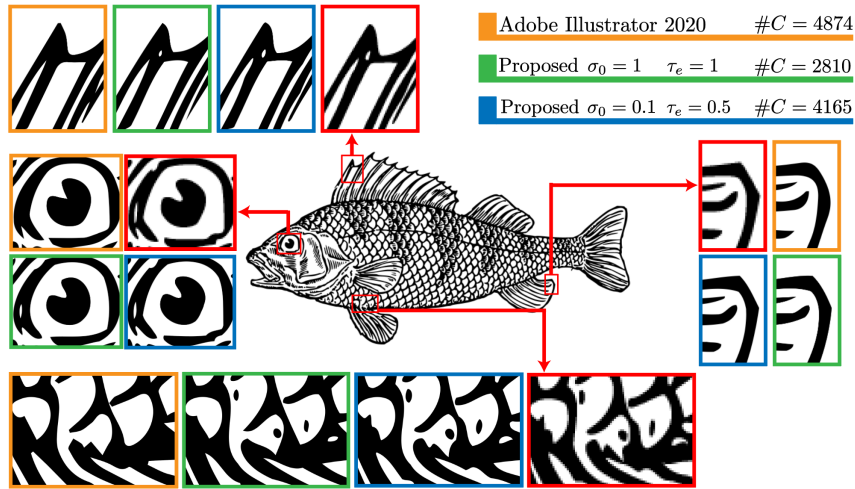 Adobe Illustrator 2020 #C = 4874
Proposed σ₀ = 1 τₑ = 1 #C = 2810
Proposed σ₀ = 0.1 τₑ = 0.5 #C = 4165